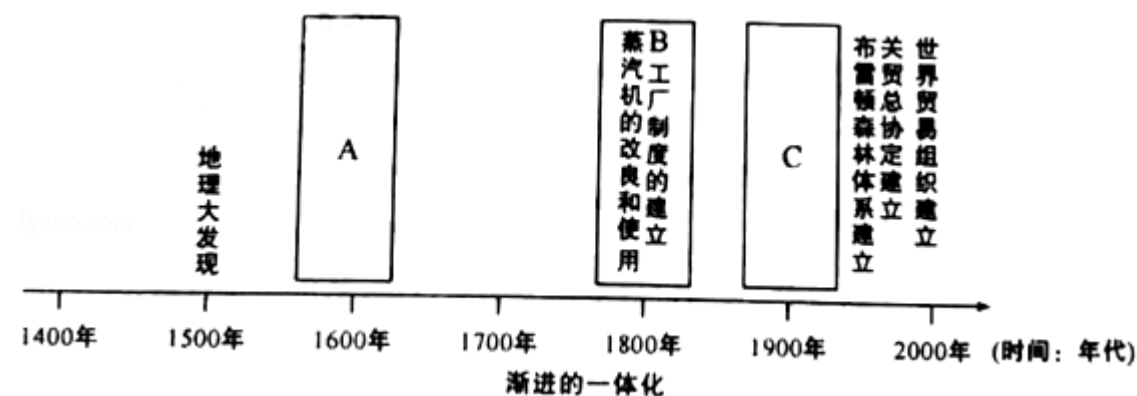 地理大发现
A
B
蒸汽机的改良和使用
工厂制度的建立
C
布雷顿森林体系建立
关贸总协定建立
世界贸易组织建立
1400年 1500年 1600年 1700年 1800年 1900年 2000年 (时间：年代)
渐进的一体化